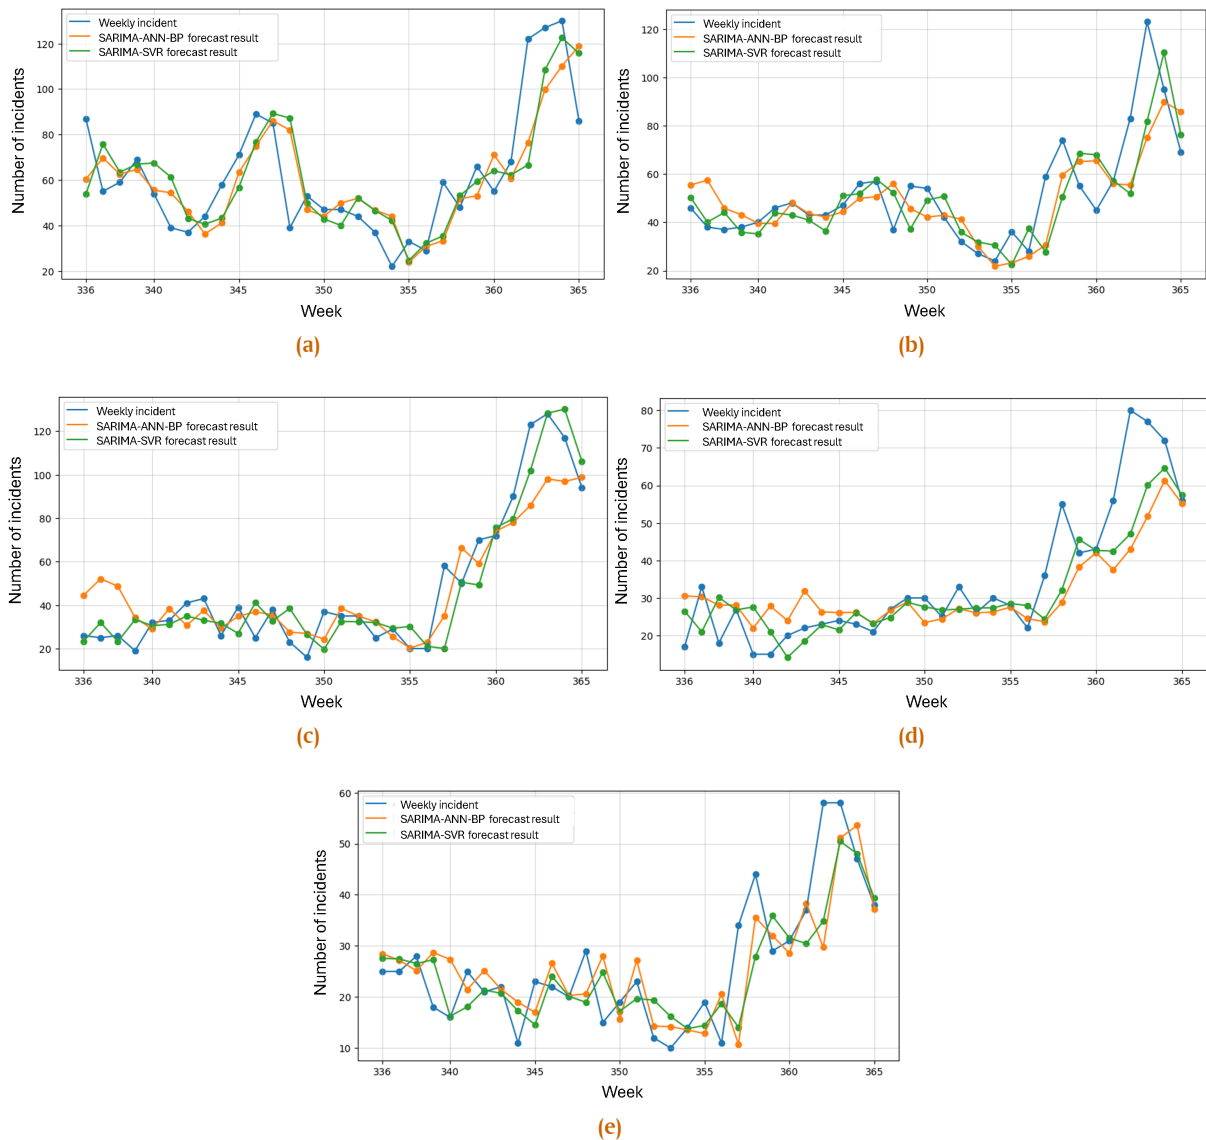 Weekly incident
SARIMA-ANN-BP forecast result
SARIMA-SVR forecast result
Number of incidents
120
100
80
60
40
20
336 340 345 350 355 360 365
Week
(a)
Weekly incident
SARIMA-ANN-BP forecast result
SARIMA-SVR forecast result
Number of incidents
120
100
80
60
40
20
336 340 345 350 355 360 365
Week
(b)
Weekly incident
SARIMA-ANN-BP forecast result
SARIMA-SVR forecast result
Number of incidents
120
100
80
60
40
20
336 340 345 350 355 360 365
Week
(c)
Weekly incident
SARIMA-ANN-BP forecast result
SARIMA-SVR forecast result
Number of incidents
80
70
60
50
40
30
20
336 340 345 350 355 360 365
Week
(d)
Weekly incident
SARIMA-ANN-BP forecast result
SARIMA-SVR forecast result
Number of incidents
60
50
40
30
20
10
336 340 345 350 355 360 365
Week
(e)